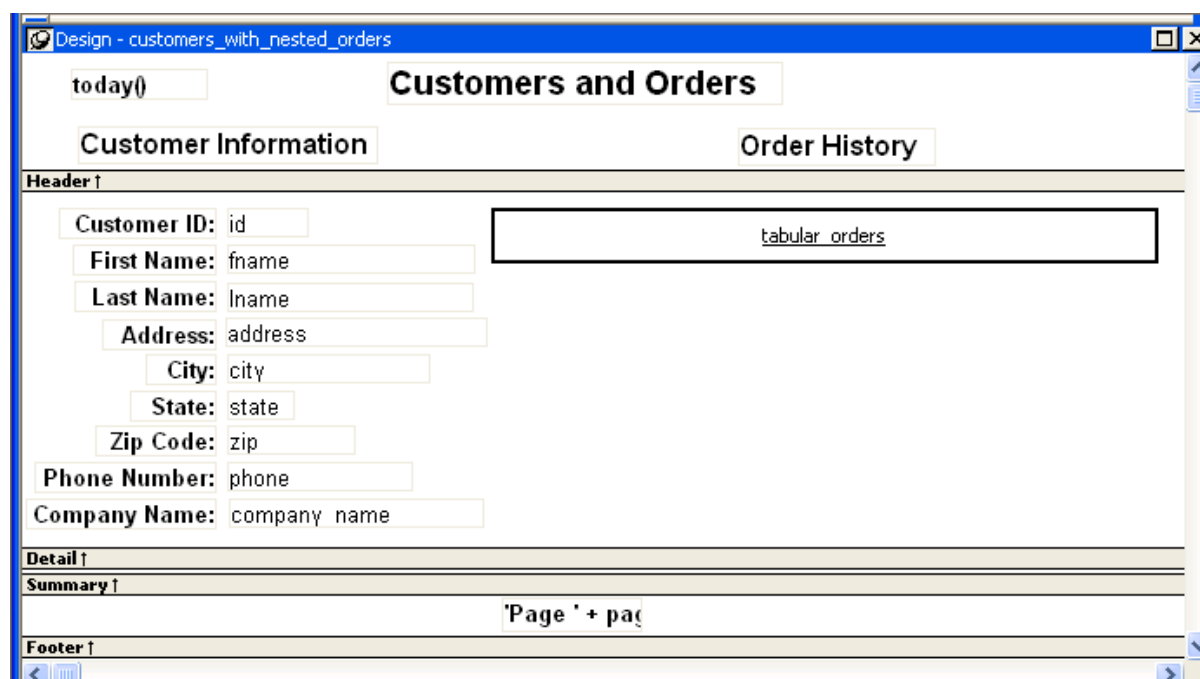 Design - customers_with_nested_orders
today() Customers and Orders
Customer Information Order History
Header ↑
Customer ID: id tabular_orders
First Name: fname
Last Name: lname
Address: address
City: city
State: state
Zip Code: zip
Phone Number: phone
Company Name: company_name
Detail ↑
Summary ↑
'Page ' + pag
Footer ↑